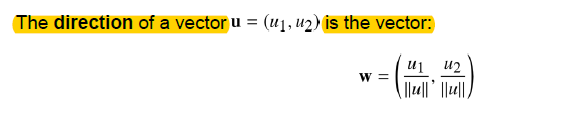 The direction of a vector u = (u₁, u₂) is the vector:
w = (u₁/‖u‖, u₂/‖u‖)